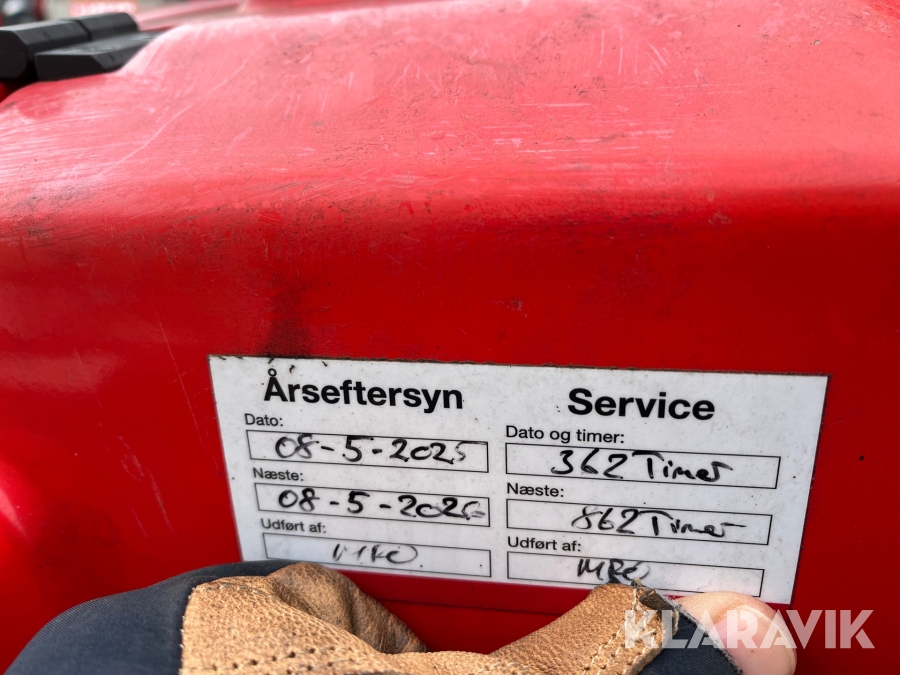 Årseftersyn
Dato:
08-5-2025
Næste:
08-5-2026
Udført af:
Service
Dato og timer:
362 Timer
Næste:
862 Timer
Udført af:
KLARAVIK